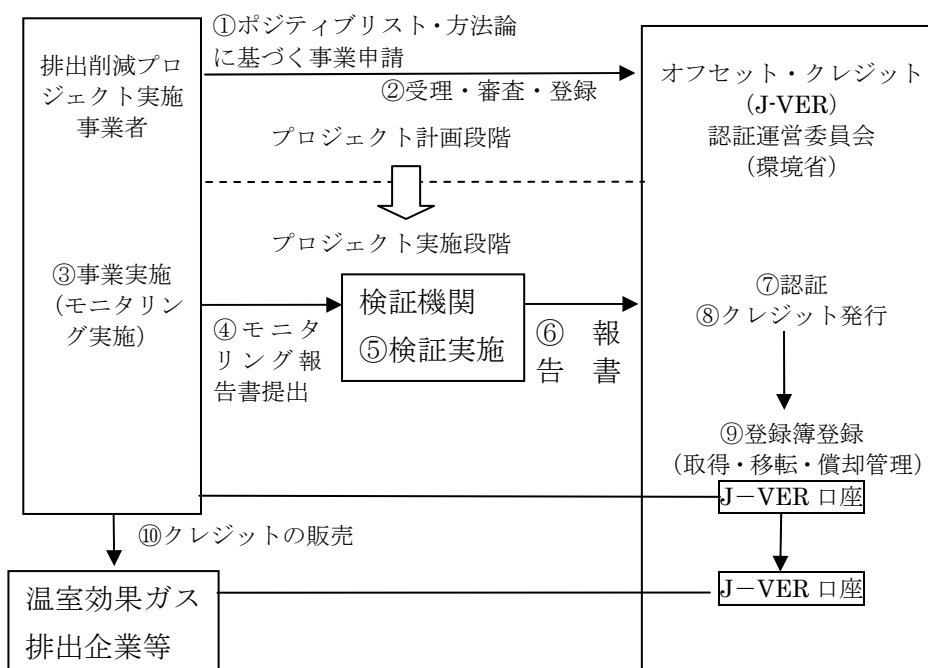 ①ポジティブリスト・方法論
に基づく事業申請
排出削減プロ
ジェクト実施
事業者
②受理・審査・登録
オフセット・クレジット
（J-VER）
認証運営委員会
（環境省）
プロジェクト計画段階
プロジェクト実施段階
③事業実施
（モニタリン
グ実施）
④モニタ
リング報
告書提出
検証機関
⑤検証実施
⑥　報
告　書
⑦認証
⑧クレジット発行
⑨登録簿登録
（取得・移転・償却管理）
J－VER 口座
⑩クレジットの販売
温室効果ガス
排出企業等
J－VER 口座